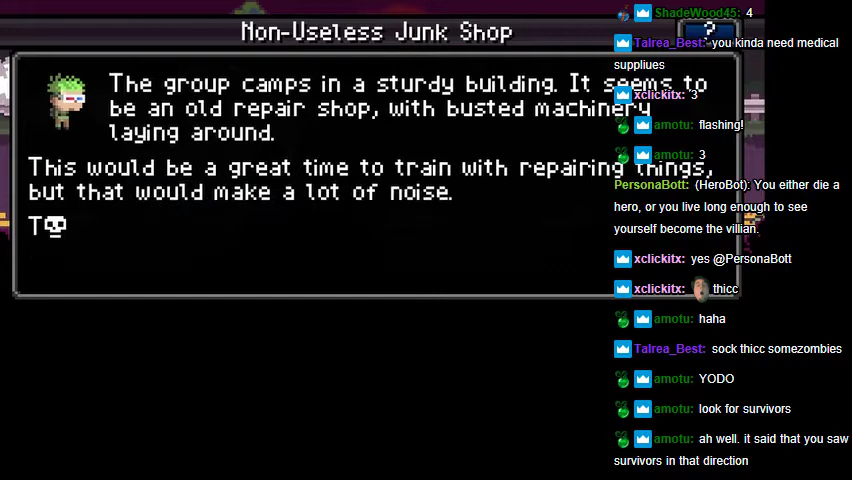 Non-Useless Junk Shop
?
The group camps in a sturdy building. It seems to
be an old repair shop, with busted machinery
laying around.
This would be a great time to train with repairing things,
but that would make a lot of noise.
T
ShadeWood45: 4
Talrea_Best: you kinda need medical
suppliues
xclickitx: 3
amotu: flashing!
amotu: 3
PersonaBott: (HeroBot): You either die a
hero, or you live long enough to see
yourself become the villian.
xclickitx: yes @PersonaBott
xclickitx: thicc
amotu: haha
Talrea_Best: sock thicc somezombies
amotu: YODO
amotu: look for survivors
amotu: ah well. it said that you saw
survivors in that direction